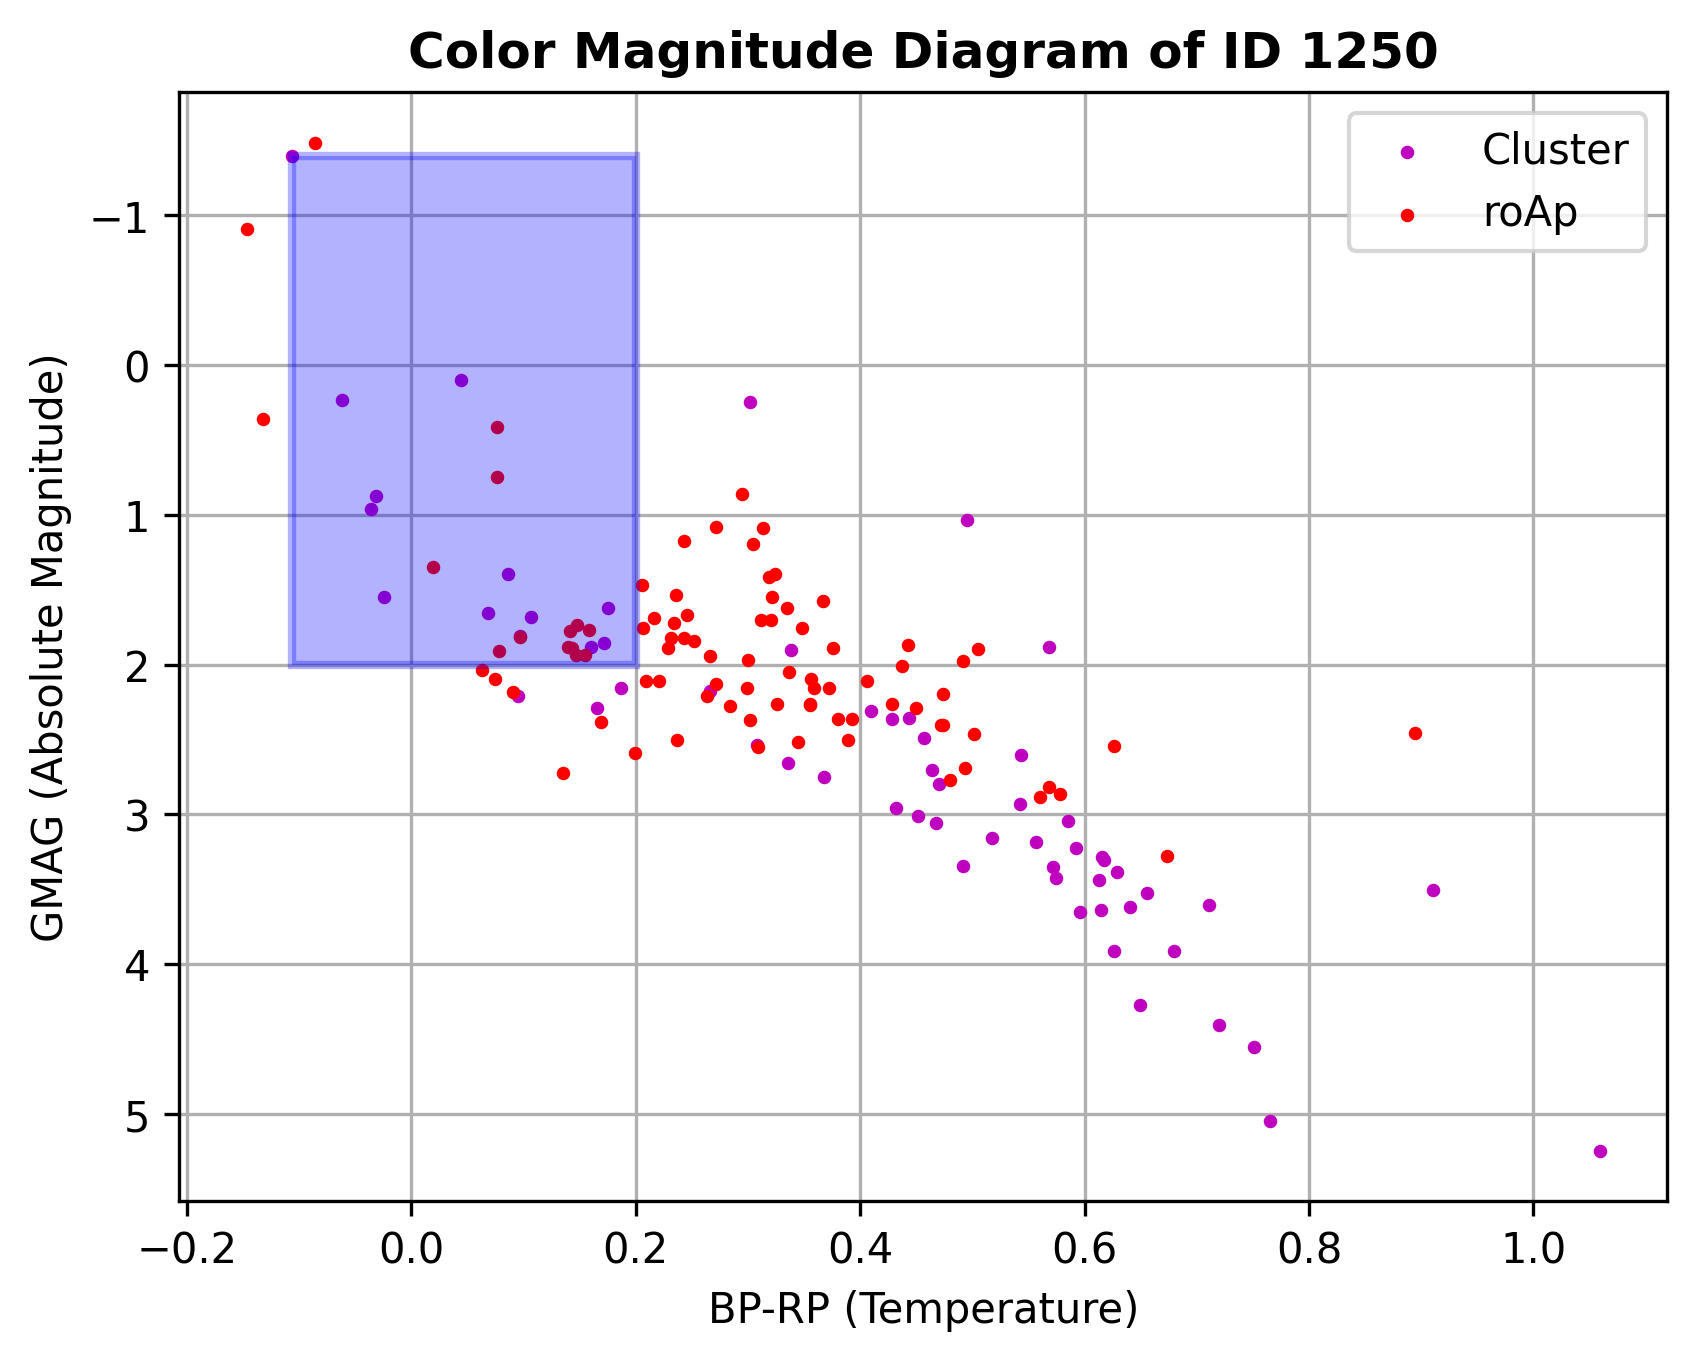 Color Magnitude Diagram of ID 1250
Cluster
roAp
GMAG (Absolute Magnitude)
−1
0
1
2
3
4
5
−0.2 0.0 0.2 0.4 0.6 0.8 1.0
BP-RP (Temperature)